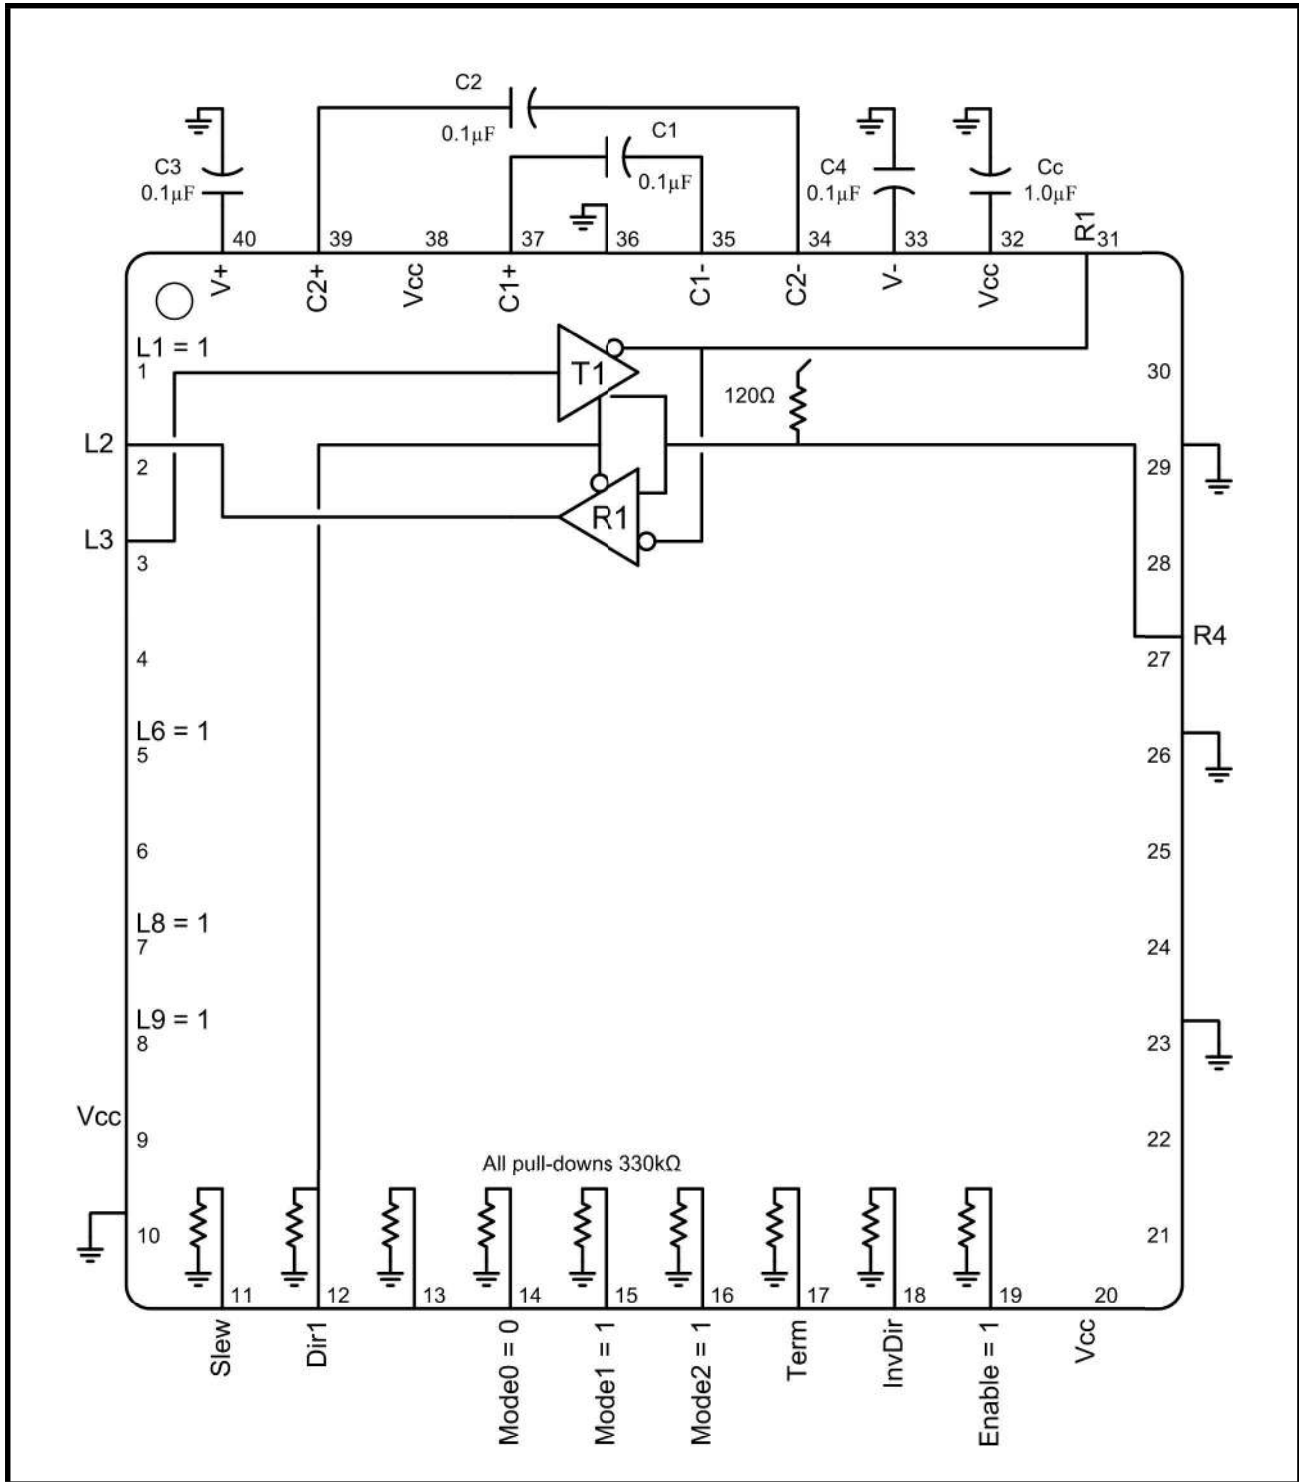 C2
0.1µF
C1
0.1µF
C3
0.1µF
C4
0.1µF
Cc
1.0µF
R1
40
39
38
37
36
35
34
33
32
31
V+
C2+
Vcc
C1+
C1-
C2-
V-
Vcc
L1 = 1
1
T1
30
120Ω
L2
2
29
R1
L3
3
28
R4
4
27
L6 = 1
5
26
6
25
L8 = 1
7
24
L9 = 1
8
23
Vcc
9
22
All pull-downs 330kΩ
10
21
11
12
13
14
15
16
17
18
19
20
Slew
Dir1
Mode0 = 0
Mode1 = 1
Mode2 = 1
Term
InvDir
Enable = 1
Vcc